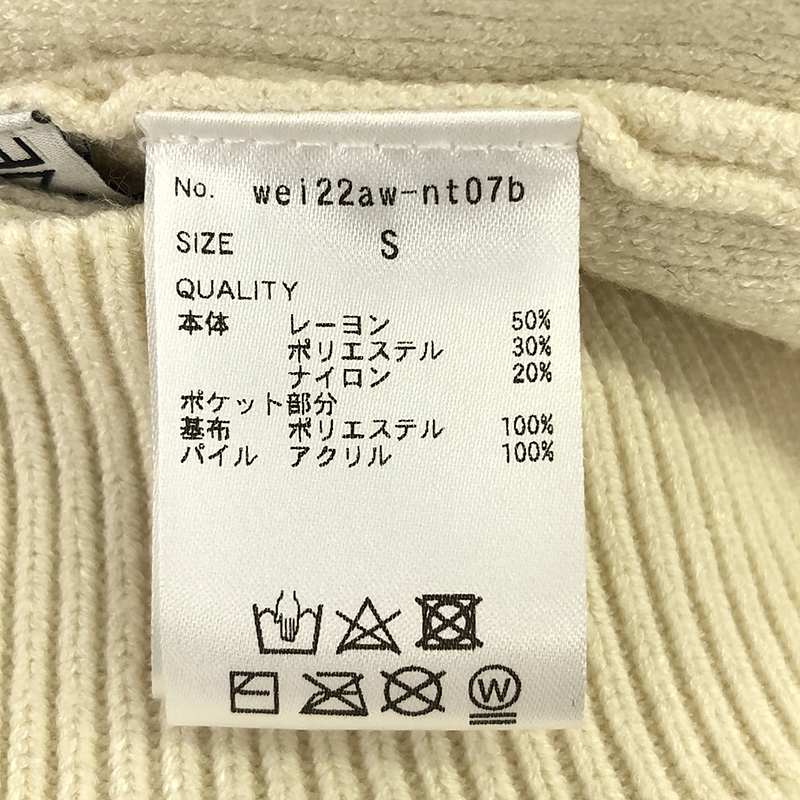 No. wei22aw-nt07b
SIZE S
QUALITY
本体 レーヨン 50%
ポリエステル 30%
ナイロン 20%
ポケット部分
基布 ポリエステル 100%
パイル アクリル 100%
W